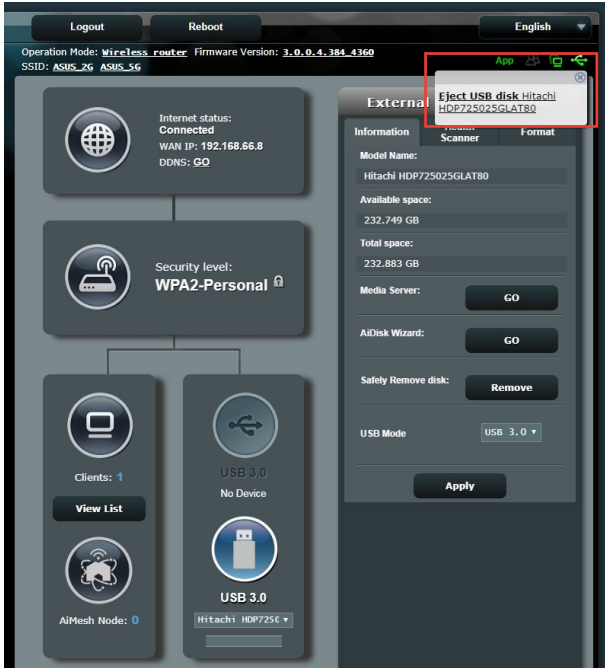 Logout
Reboot
English
Operation Mode: Wireless router Firmware Version: 3.0.0.4.384_4360
SSID: ASUS_2G ASUS_5G
App
Eject USB disk Hitachi
HDP725025GLAT80
External
Internet status:
Connected
WAN IP: 192.168.66.8
DDNS: GO
Information
Scanner
Format
Model Name:
Hitachi HDP725025GLAT80
Available space:
232.749 GB
Total space:
232.883 GB
Media Server:
GO
AiDisk Wizard:
GO
Safely Remove disk:
Remove
USB Mode
USB 3.0
Apply
Security level:
WPA2-Personal
Clients: 1
View List
AiMesh Node: 0
USB 3.0
No Device
USB 3.0
Hitachi HDP7250